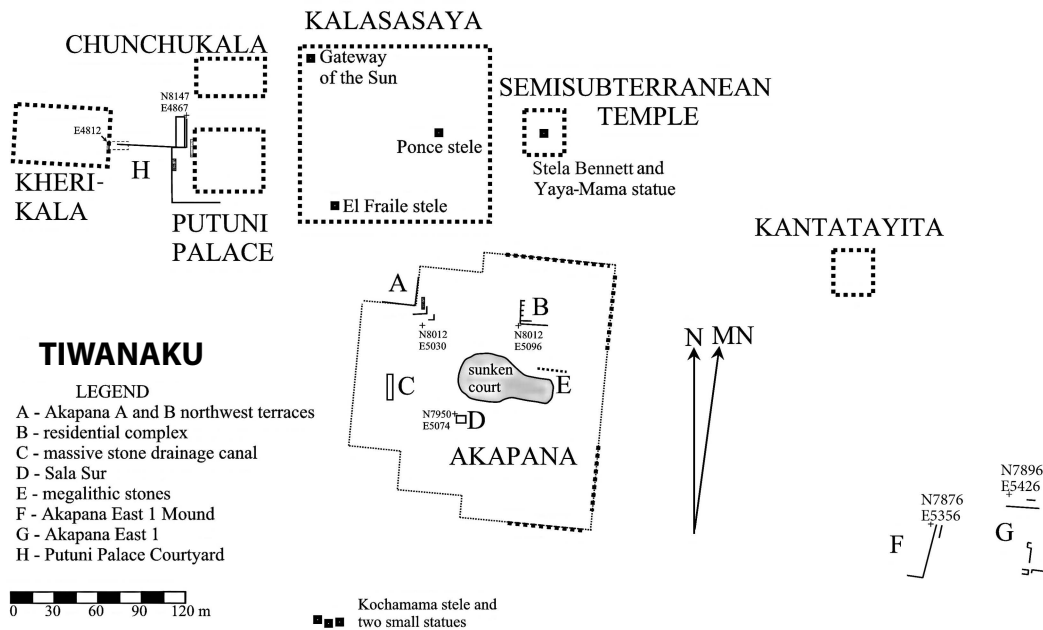 KALASASAYA
CHUNCHUKALA
Gateway
of the Sun
SEMISUBTERRANEAN
TEMPLE
N8147
E4867
E4812
Ponce stele
H
Stela Bennett and
Yaya-Mama statue
KHERI-
KALA
El Fraile stele
PUTUNI
PALACE
KANTATAYITA
A
B
N8012
E5030
N8012
E5096
N MN
TIWANAKU
sunken
court
E
C
LEGEND
A - Akapana A and B northwest terraces
B - residential complex
C - massive stone drainage canal
D - Sala Sur
E - megalithic stones
F - Akapana East 1 Mound
G - Akapana East 1
H - Putuni Palace Courtyard
N7950
E5074
D
AKAPANA
N7896
E5426
N7876
E5356
F
G
0 30 60 90 120 m
Kochamama stele and
two small statues